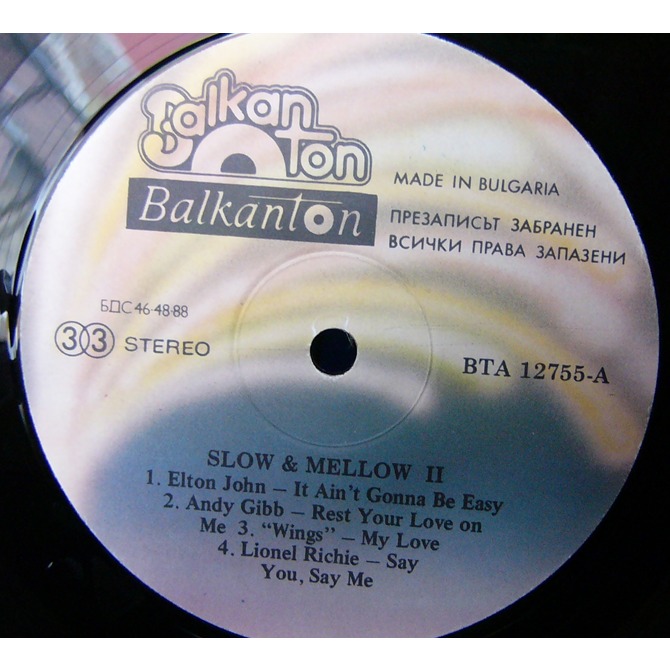 Balkan
ton
Balkanton
MADE IN BULGARIA
ПРЕЗАПИСЪТ ЗАБРАНЕН
ВСИЧКИ ПРАВА ЗАПАЗЕНИ
БДС 46-48-88
33 STEREO
BTA 12755-A
SLOW & MELLOW II
1. Elton John – It Ain't Gonna Be Easy
2. Andy Gibb – Rest Your Love on
Me 3. “Wings” – My Love
4. Lionel Richie – Say
You, Say Me